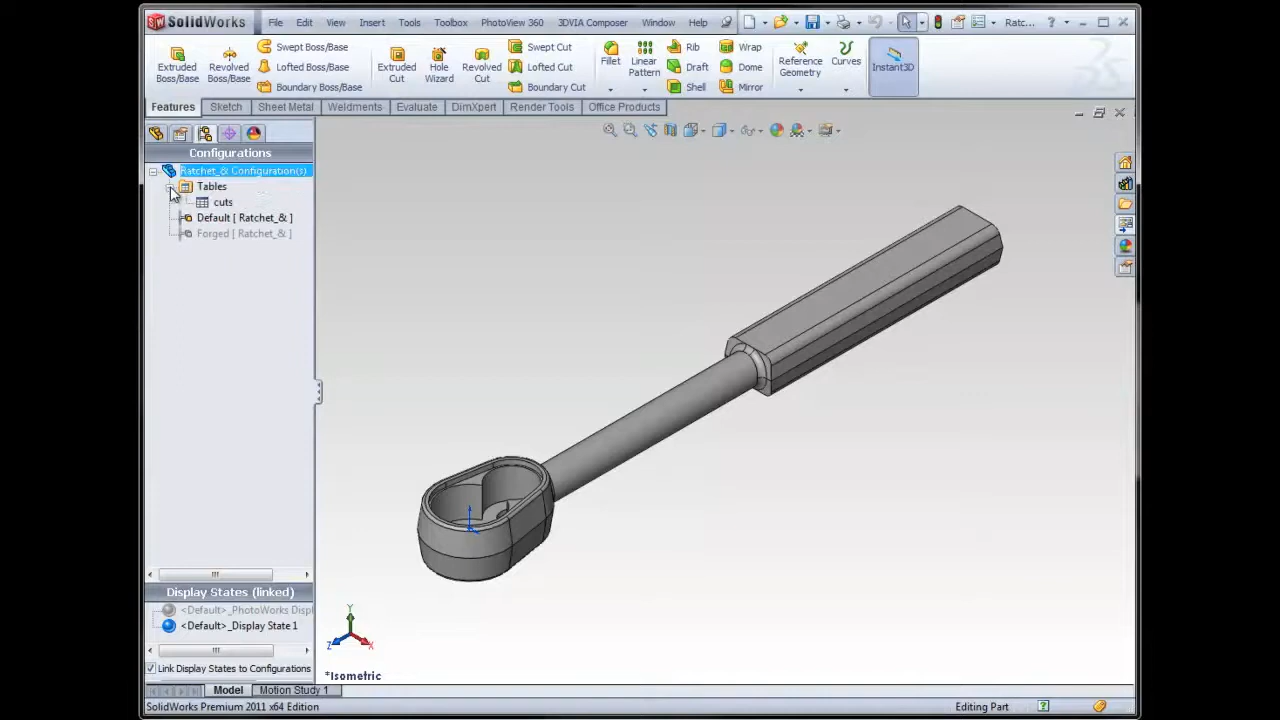 SolidWorks File Edit View Insert Tools Toolbox PhotoView 360 3DVIA Composer Window Help Ratc... ?
Extruded Boss/Base
Revolved Boss/Base
Swept Boss/Base
Lofted Boss/Base
Boundary Boss/Base
Extruded Cut
Hole Wizard
Revolved Cut
Swept Cut
Lofted Cut
Boundary Cut
Fillet
Linear Pattern
Rib
Draft
Shell
Wrap
Dome
Mirror
Reference Geometry
Curves
Instant3D
Features Sketch Sheet Metal Weldments Evaluate DimXpert Render Tools Office Products
Configurations
Ratchet_& Configuration(s)
Tables
cuts
Default [ Ratchet_& ]
Forged [ Ratchet_& ]
Display States (linked)
<Default>_PhotoWorks Displ
<Default>_Display State 1
Link Display States to Configurations
Y
Z X
*Isometric
Model Motion Study 1
SolidWorks Premium 2011 x64 Edition Editing Part ?